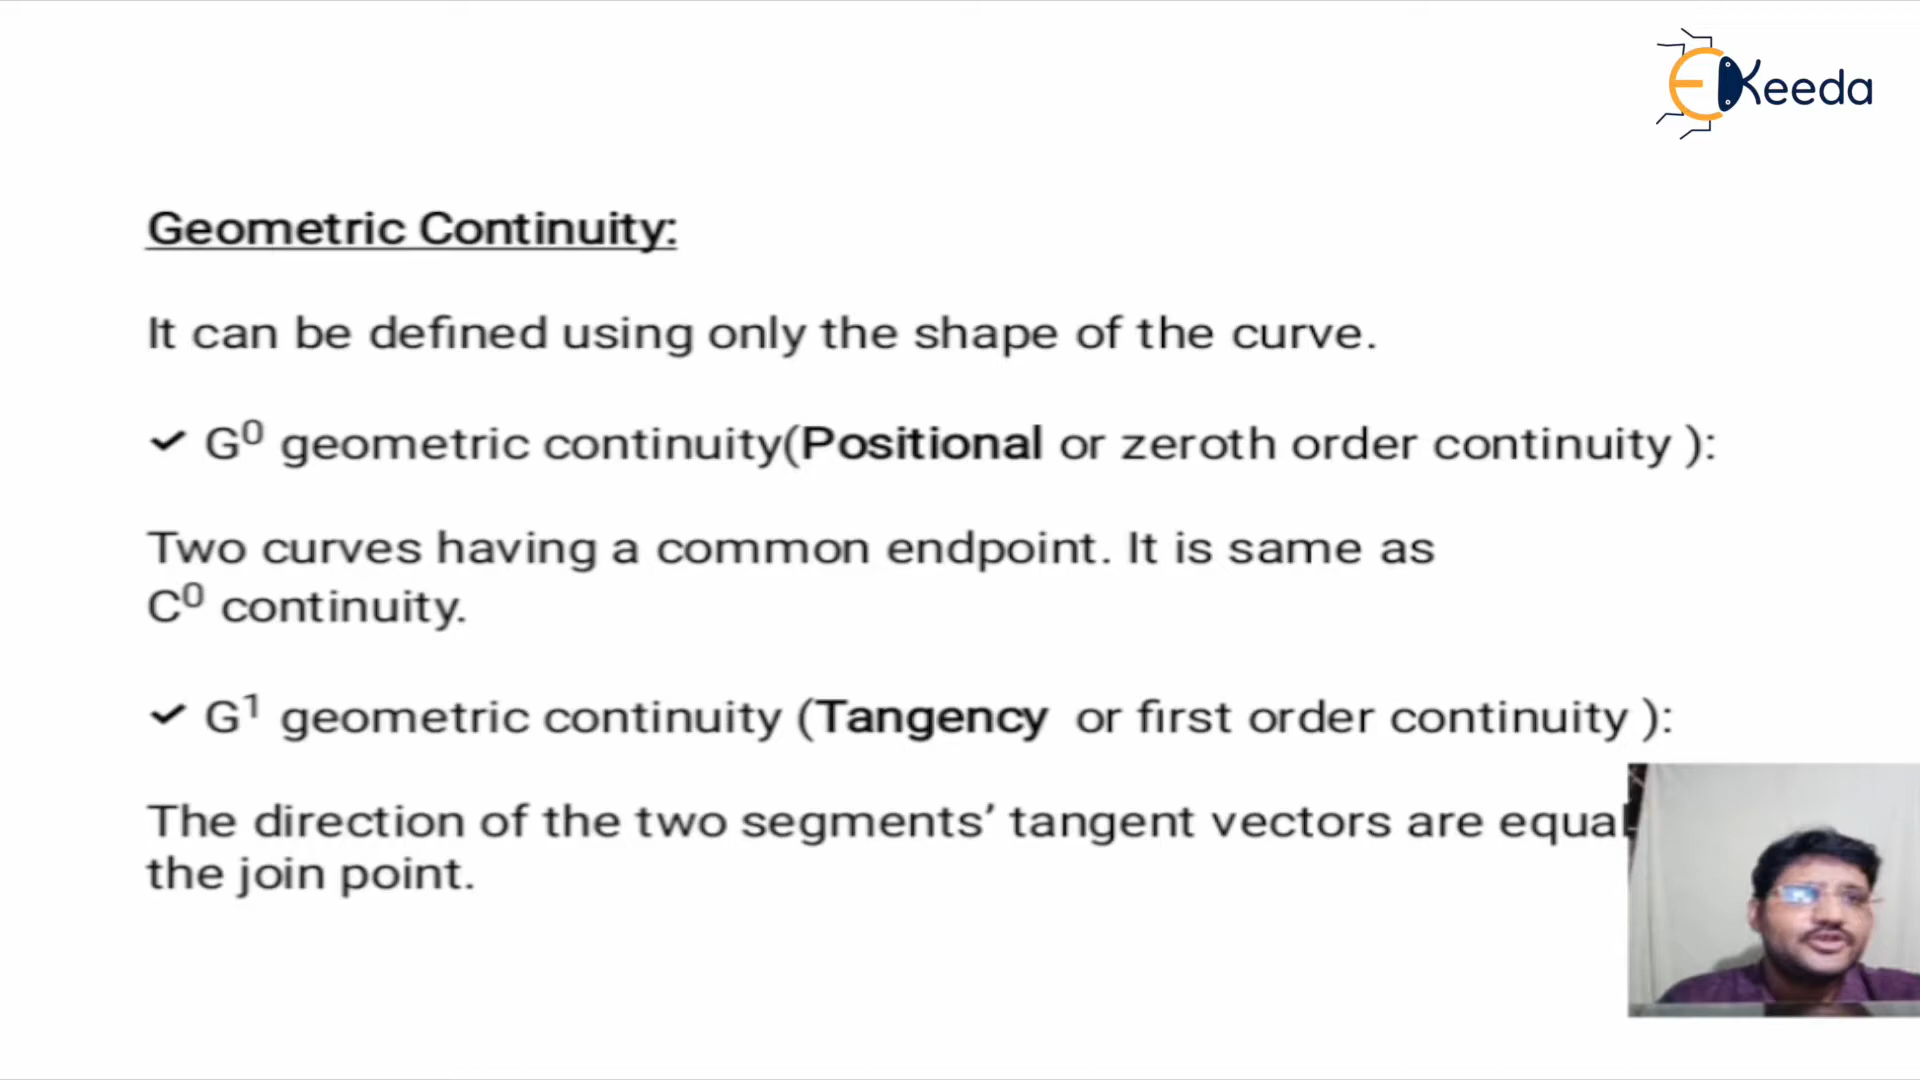 EKeeda
Geometric Continuity:
It can be defined using only the shape of the curve.
✓ G⁰ geometric continuity(Positional or zeroth order continuity ):
Two curves having a common endpoint. It is same as
C⁰ continuity.
✓ G¹ geometric continuity (Tangency or first order continuity ):
The direction of the two segments’ tangent vectors are equal
the join point.